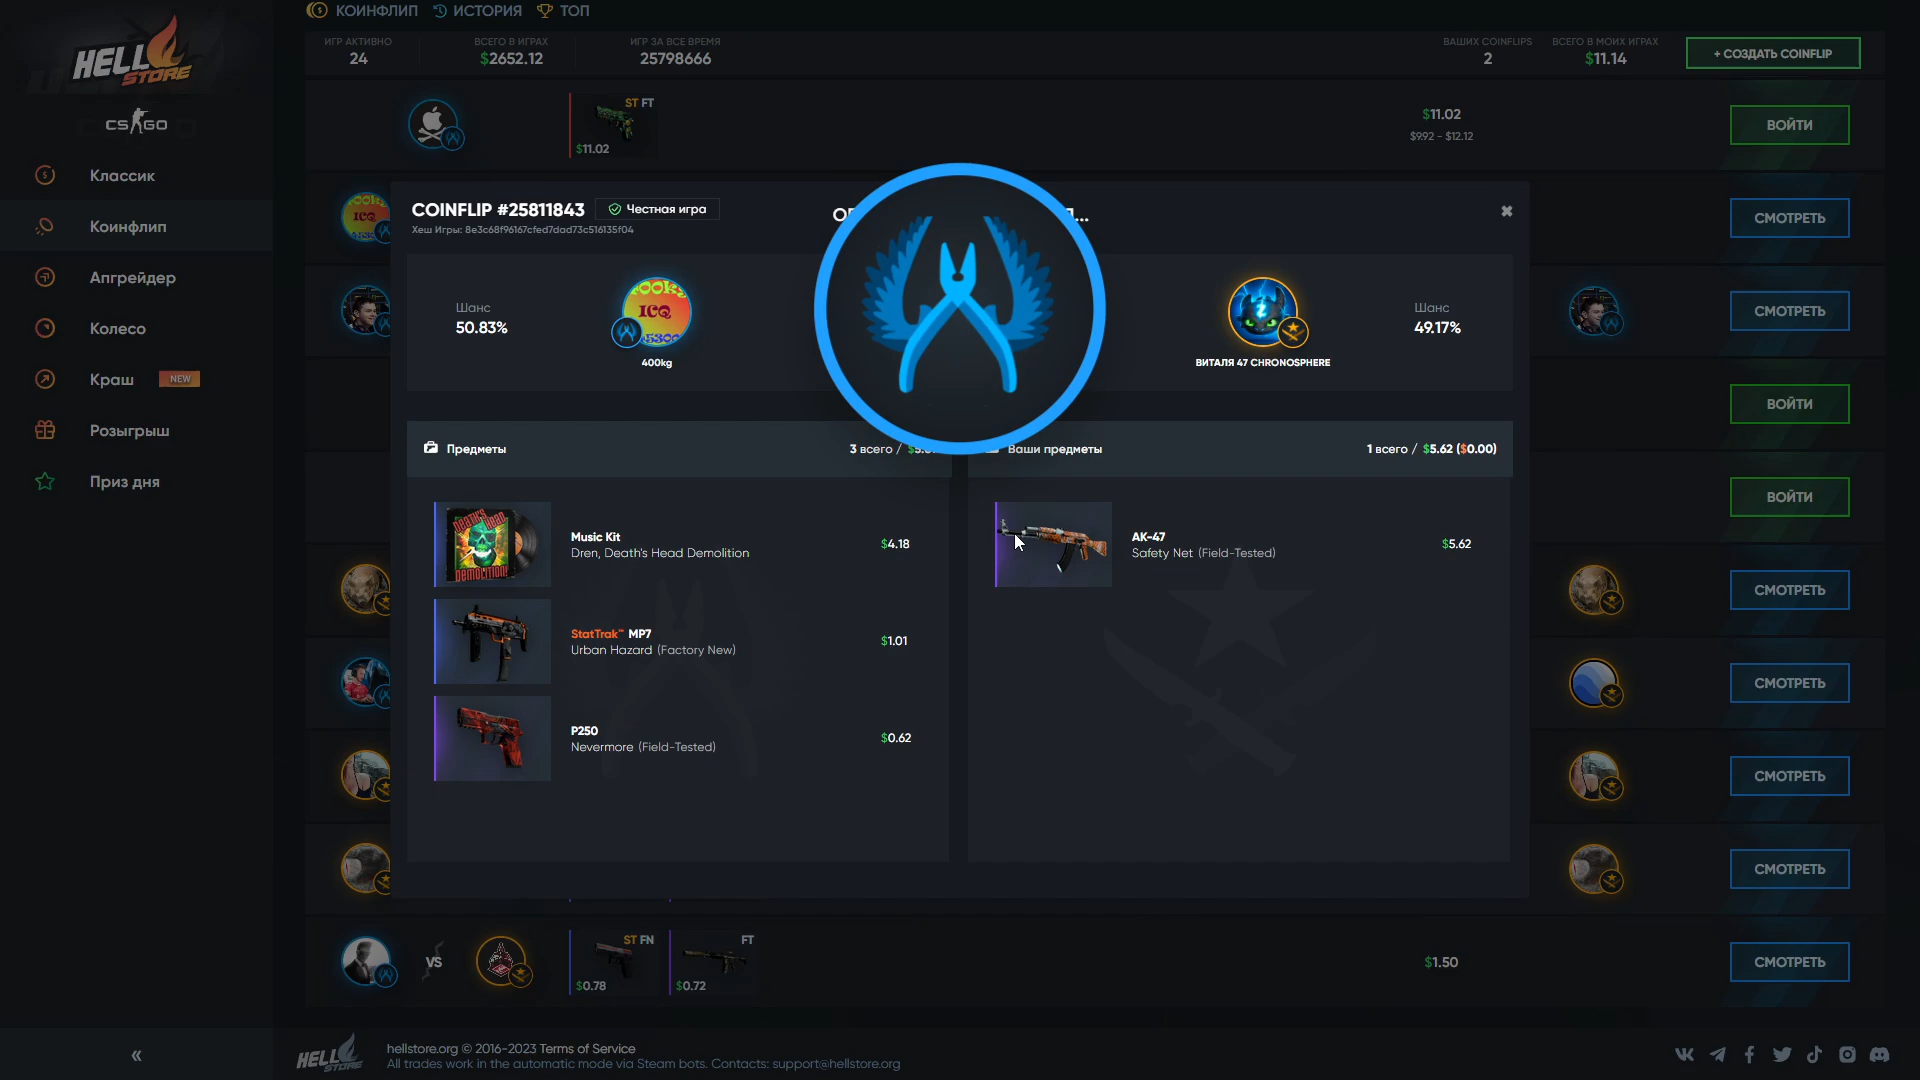 HELL
STORE
CS GO
Классик
Коинфлип
Апгрейдер
Колесо
Краш
NEW
Розыгрыш
Приз дня
КОИНФЛИП
ИСТОРИЯ
ТОП
ИГР АКТИВНО
24
ВСЕГО В ИГРАХ
$2652.12
ИГР ЗА ВСЕ ВРЕМЯ
25798666
ВАШИХ COINFLIPS
2
ВСЕГО В МОИХ ИГРАХ
$11.14
+ СОЗДАТЬ COINFLIP
ST FT
$11.02
$11.02
$9.92 - $12.12
ВОЙТИ
СМОТРЕТЬ
СМОТРЕТЬ
ВОЙТИ
ВОЙТИ
СМОТРЕТЬ
СМОТРЕТЬ
СМОТРЕТЬ
СМОТРЕТЬ
COINFLIP #25811843
Честная игра
Хеш Игры: 8e3c68f96167cfed7dad73c516135f04
Шанс
50.83%
ICQ
400kg
ВИТАЛЯ 47 CHRONOSPHERE
Шанс
49.17%
Предметы
3 всего /
Ваши предметы
1 всего / $5.62 ($0.00)
DEATH'S HEAD
DEMOLITION!
Music Kit
Dren, Death's Head Demolition
$4.18
StatTrak™ MP7
Urban Hazard (Factory New)
$1.01
P250
Nevermore (Field-Tested)
$0.62
AK-47
Safety Net (Field-Tested)
$5.62
VS
ST FN
$0.78
FT
$0.72
$1.50
СМОТРЕТЬ
«
HELL
STORE
hellstore.org © 2016-2023 Terms of Service
All trades work in the automatic mode via Steam bots. Contacts: support@hellstore.org